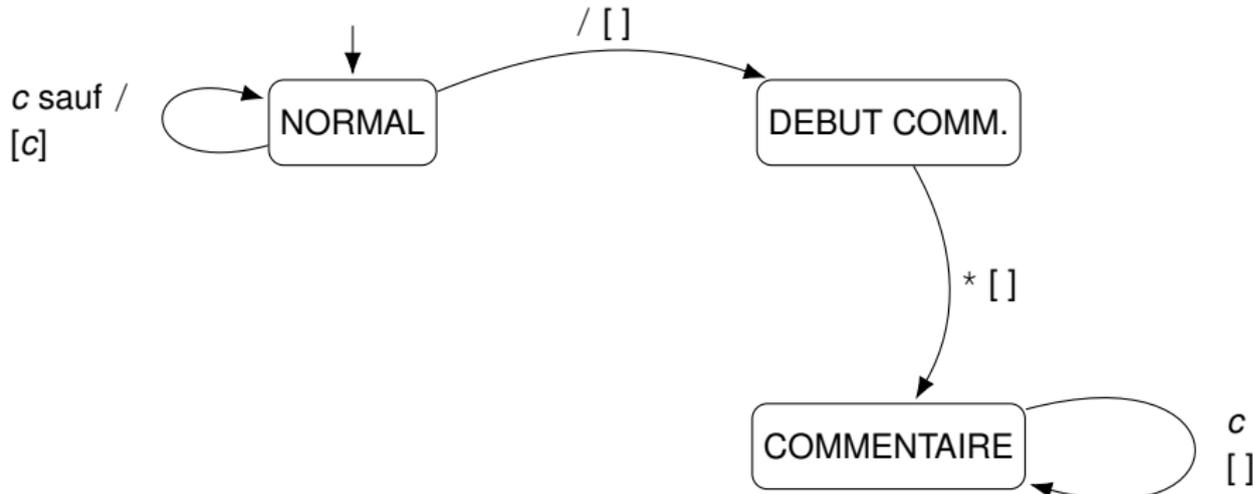 / [ ]
c sauf /
[c]
NORMAL
DEBUT COMM.
* [ ]
COMMENTAIRE
c
[ ]